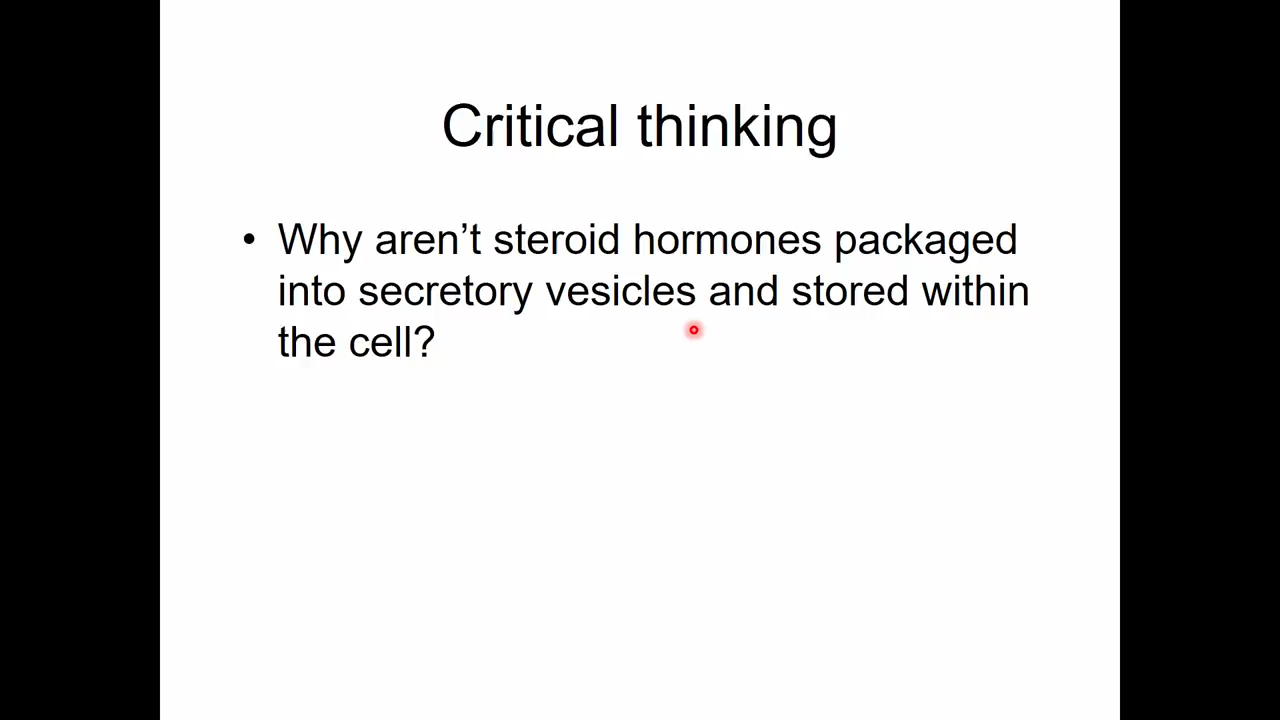 Critical thinking
• Why aren’t steroid hormones packaged
into secretory vesicles and stored within
the cell?